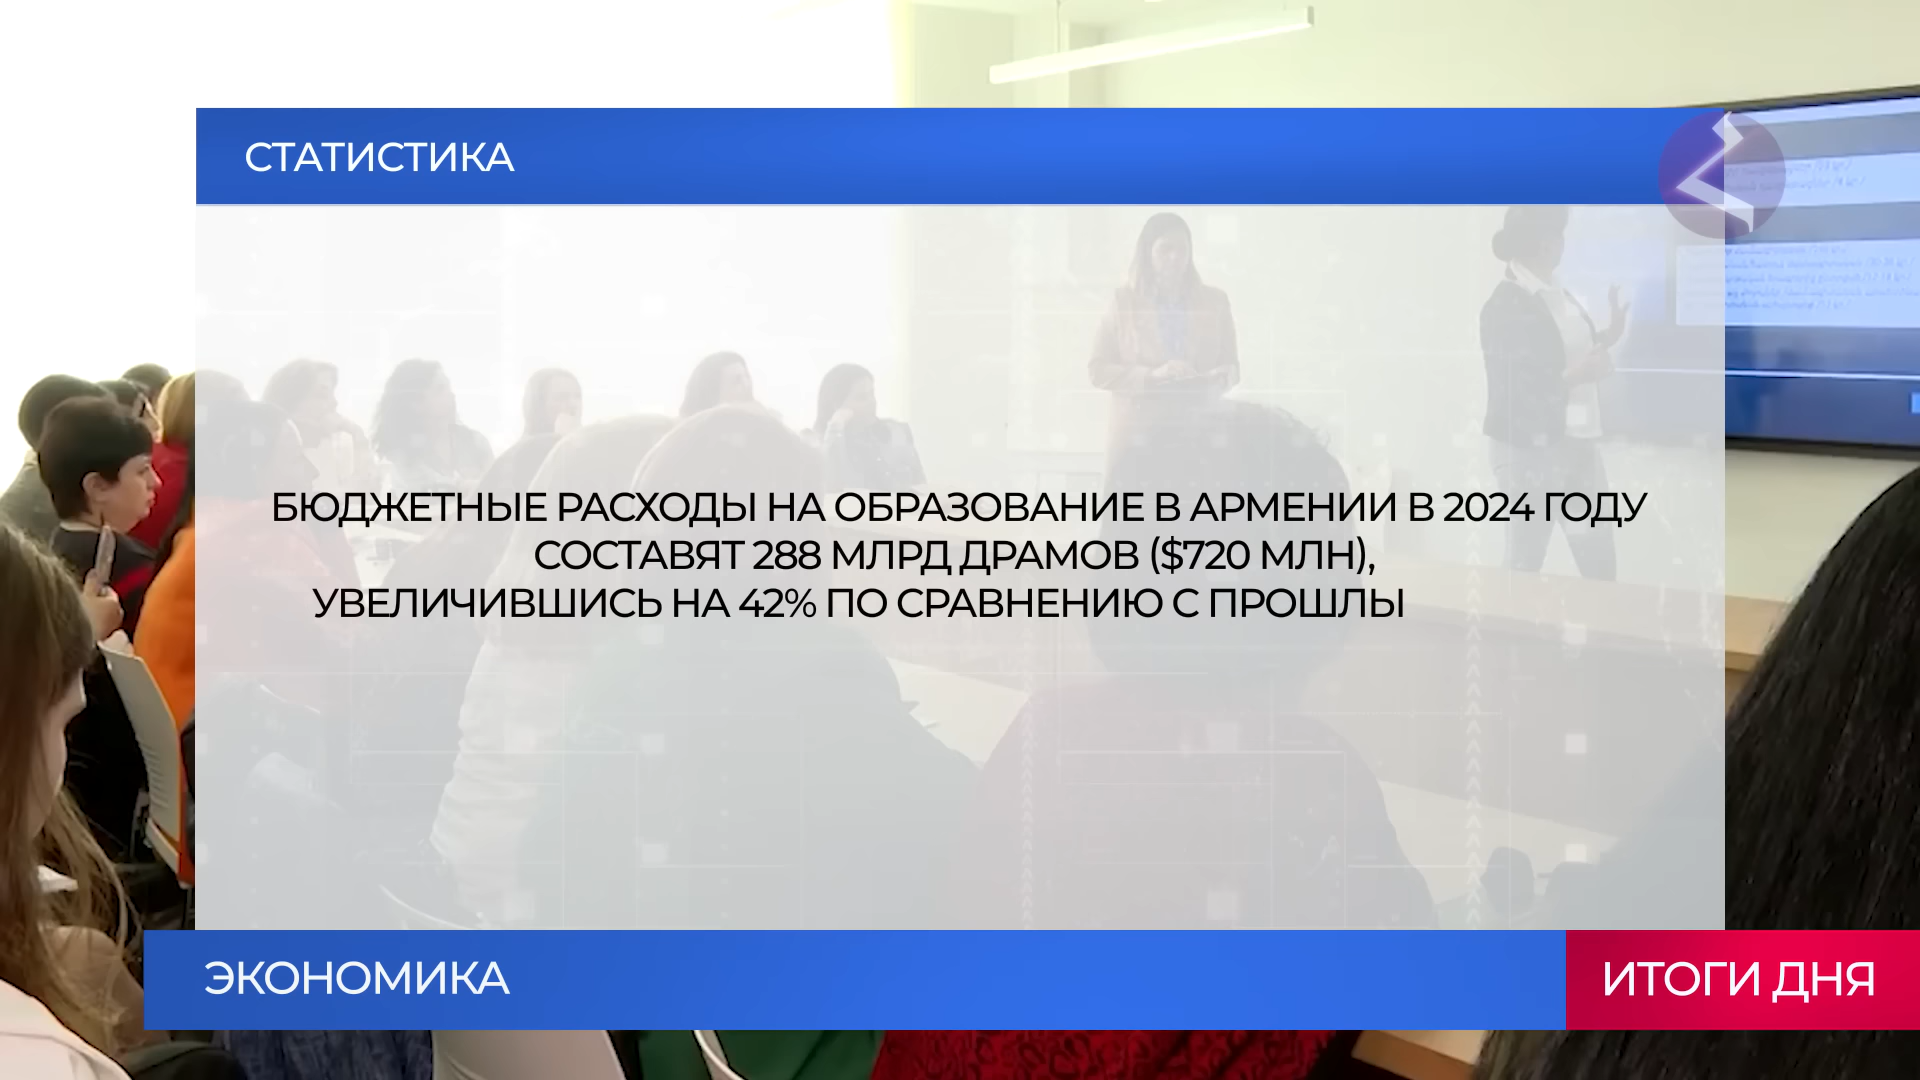 СТАТИСТИКА
БЮДЖЕТНЫЕ РАСХОДЫ НА ОБРАЗОВАНИЕ В АРМЕНИИ В 2024 ГОДУ
СОСТАВЯТ 288 МЛРД ДРАМОВ ($720 МЛН),
УВЕЛИЧИВШИСЬ НА 42% ПО СРАВНЕНИЮ С ПРОШЛЫ
ЭКОНОМИКА
ИТОГИ ДНЯ